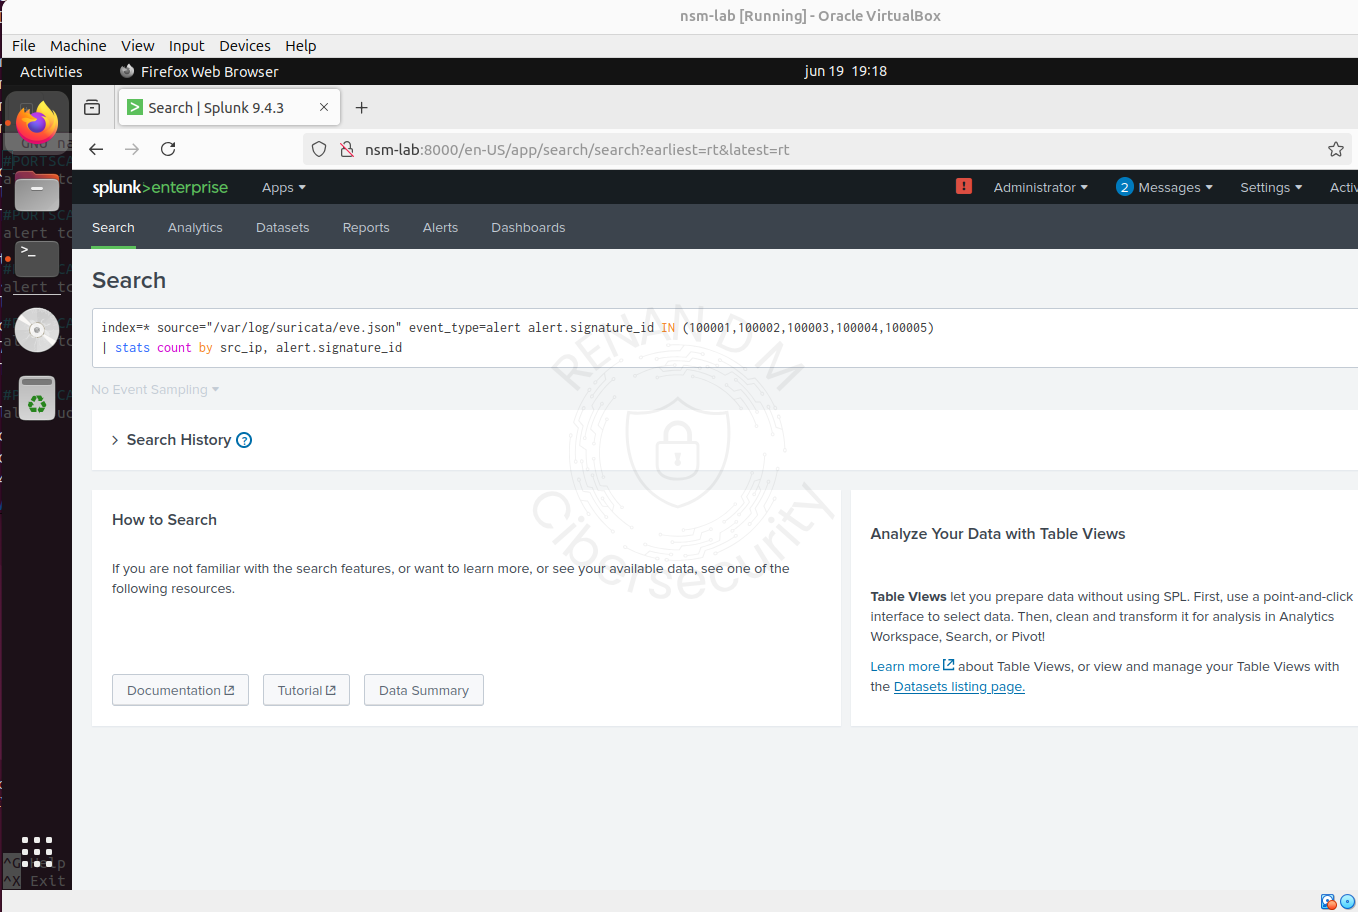 nsm-lab [Running] - Oracle VirtualBox
File Machine View Input Devices Help
Activities Firefox Web Browser jun 19 19:18
Search | Splunk 9.4.3
nsm-lab:8000/en-US/app/search/search?earliest=rt&latest=rt
splunk>enterprise Apps Administrator 2 Messages Settings Activ
Search Analytics Datasets Reports Alerts Dashboards
Search
index=* source="/var/log/suricata/eve.json" event_type=alert alert.signature_id IN (100001,100002,100003,100004,100005)
| stats count by src_ip, alert.signature_id
No Event Sampling
Search History ?
How to Search
If you are not familiar with the search features, or want to learn more, or see your available data, see one of the
following resources.
Documentation Tutorial Data Summary
Analyze Your Data with Table Views
Table Views let you prepare data without using SPL. First, use a point-and-click
interface to select data. Then, clean and transform it for analysis in Analytics
Workspace, Search, or Pivot!
Learn more about Table Views, or view and manage your Table Views with
the Datasets listing page.
RENAN D M
Cibersecurity
^X Exit